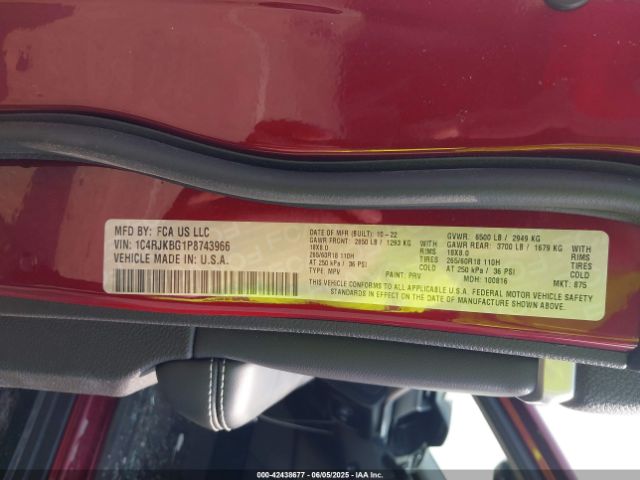 MFD BY: FCA US LLC
VIN: 1C4RJKBG1P8743966
VEHICLE MADE IN: U.S.A.
DATE OF MFR (BUILT): 10-22
GAWR FRONT: 2850 LB / 1293 KG
WITH
18X8.0
RIMS
265/60R18 110H
TIRES
AT 250 kPa / 36 PSI
TYPE: MPV
PAINT: PRV
GVWR: 6500 LB / 2949 KG
GAWR REAR: 3700 LB / 1679 KG
WITH
18X8.0
RIMS
265/60R18 110H
TIRES
AT 250 kPa / 36 PSI
MDH: 100816
MKT: 875
THIS VEHICLE CONFORMS TO ALL APPLICABLE U.S.A. FEDERAL MOTOR VEHICLE SAFETY
STANDARDS IN EFFECT ON THE DATE OF MANUFACTURE SHOWN ABOVE.
IAA 42438677 06/05/2025 IAA Inc.